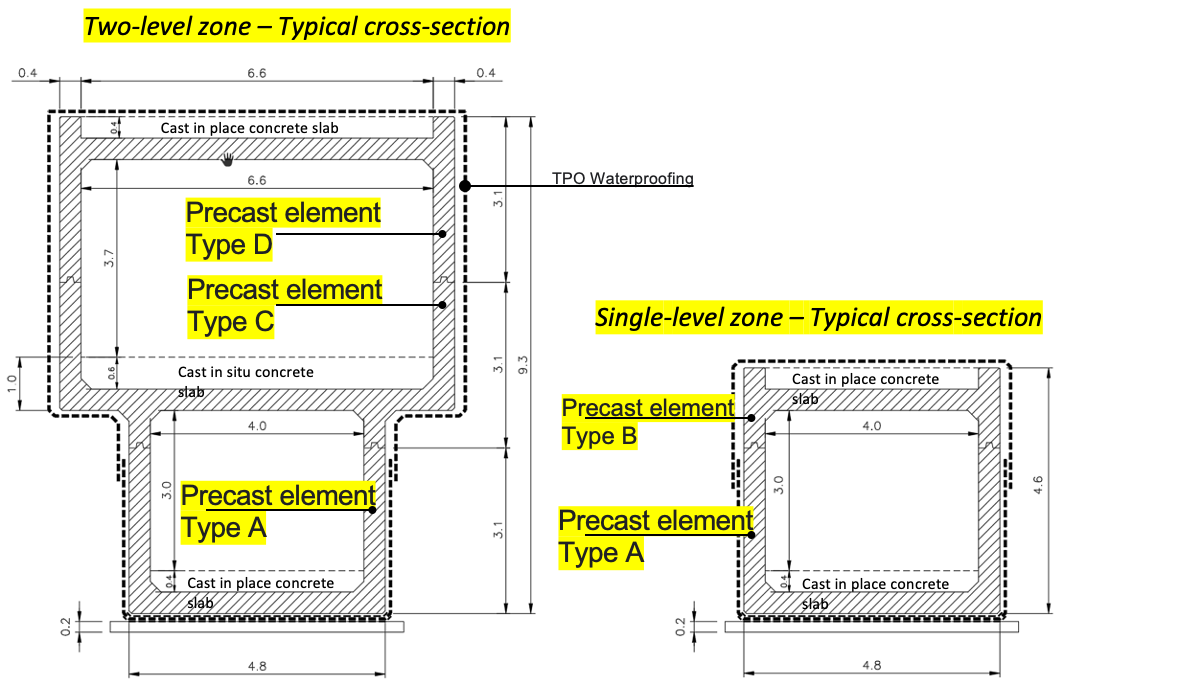 Two-level zone – Typical cross-section
0.4
6.6
0.4
0.4
Cast in place concrete slab
6.6
TPO Waterproofing
3.1
Precast element
Type D
3.7
Precast element
Type C
Single-level zone – Typical cross-section
3.1
9.3
1.0
0.6
Cast in situ concrete
slab
Cast in place concrete
slab
Precast element
Type B
4.0
4.0
3.0
Precast element
Type A
3.0
4.6
Precast element
Type A
3.1
0.4
Cast in place concrete
slab
0.4
Cast in place concrete
slab
0.2
0.2
4.8
4.8